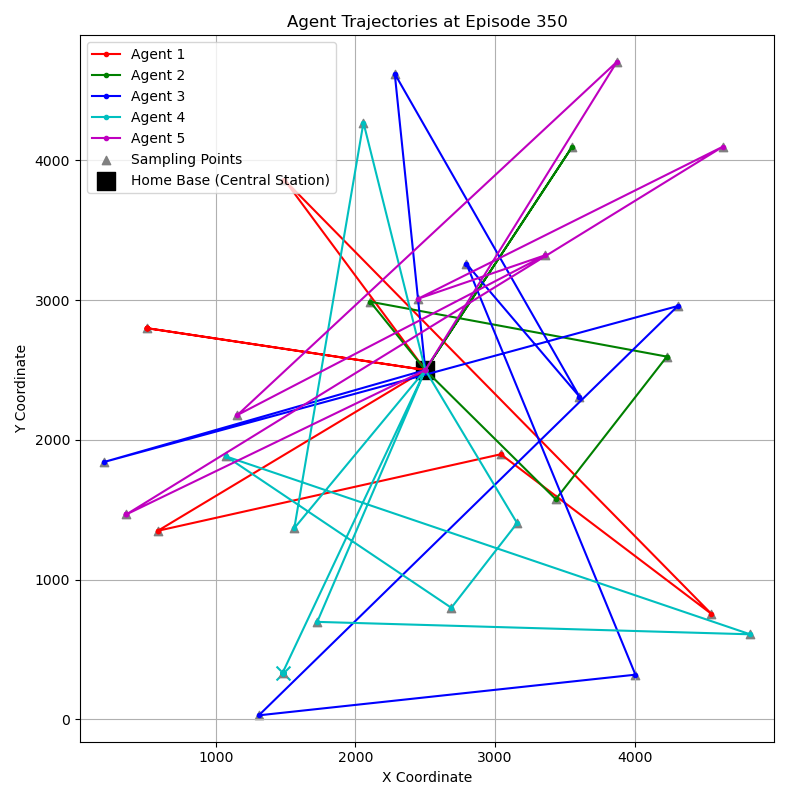 Agent Trajectories at Episode 350
Agent 1
Agent 2
Agent 3
Agent 4
Agent 5
Sampling Points
Home Base (Central Station)
Y Coordinate
4000
3000
2000
1000
0
1000
2000
3000
4000
X Coordinate